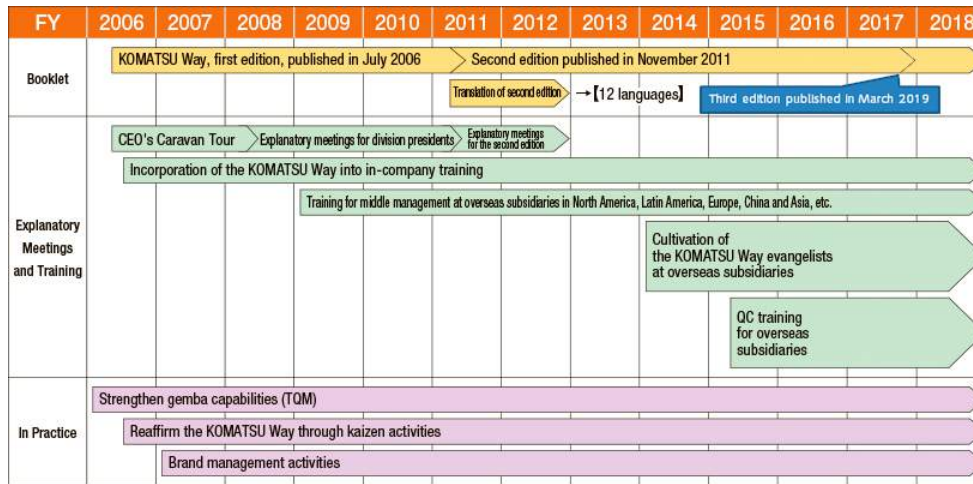 FY 2006 2007 2008 2009 2010 2011 2012 2013 2014 2015 2016 2017 2018
Booklet
KOMATSU Way, first edition, published in July 2006
Second edition published in November 2011
Translation of second edition
→【12 languages】
Third edition published in March 2019
Explanatory
Meetings
and Training
CEO's Caravan Tour
Explanatory meetings for division presidents
Explanatory meetings
for the second edition
Incorporation of the KOMATSU Way into in-company training
Training for middle management at overseas subsidiaries in North America, Latin America, Europe, China and Asia, etc.
Cultivation of
the KOMATSU Way evangelists
at overseas subsidiaries
QC training
for overseas
subsidiaries
In Practice
Strengthen gemba capabilities (TQM)
Reaffirm the KOMATSU Way through kaizen activities
Brand management activities